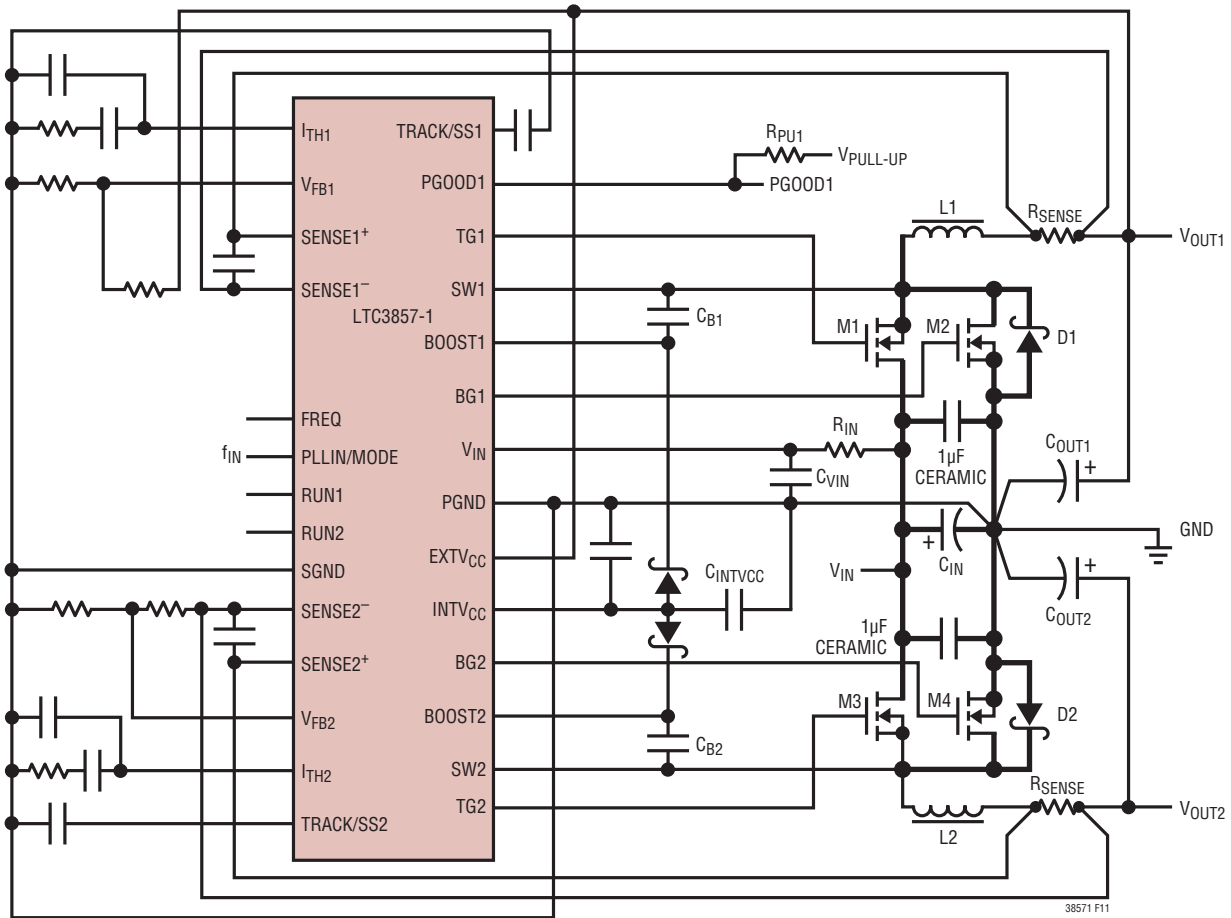 I_TH1
TRACK/SS1
R_PU1
V_PULL-UP
V_FB1
PGOOD1
PGOOD1
SENSE1⁺
TG1
L1
R_SENSE
V_OUT1
SENSE1⁻
SW1
LTC3857-1
C_B1
M1
M2
D1
BOOST1
BG1
FREQ
R_IN
f_IN
PLLIN/MODE
V_IN
C_VIN
1µF
CERAMIC
C_OUT1
+
RUN1
PGND
RUN2
GND
EXTV_CC
+
C_IN
SGND
C_INTVCC
V_IN
+
C_OUT2
SENSE2⁻
INTV_CC
1µF
CERAMIC
SENSE2⁺
BG2
V_FB2
BOOST2
M3
M4
D2
C_B2
I_TH2
SW2
R_SENSE
TG2
V_OUT2
TRACK/SS2
L2
38571 F11